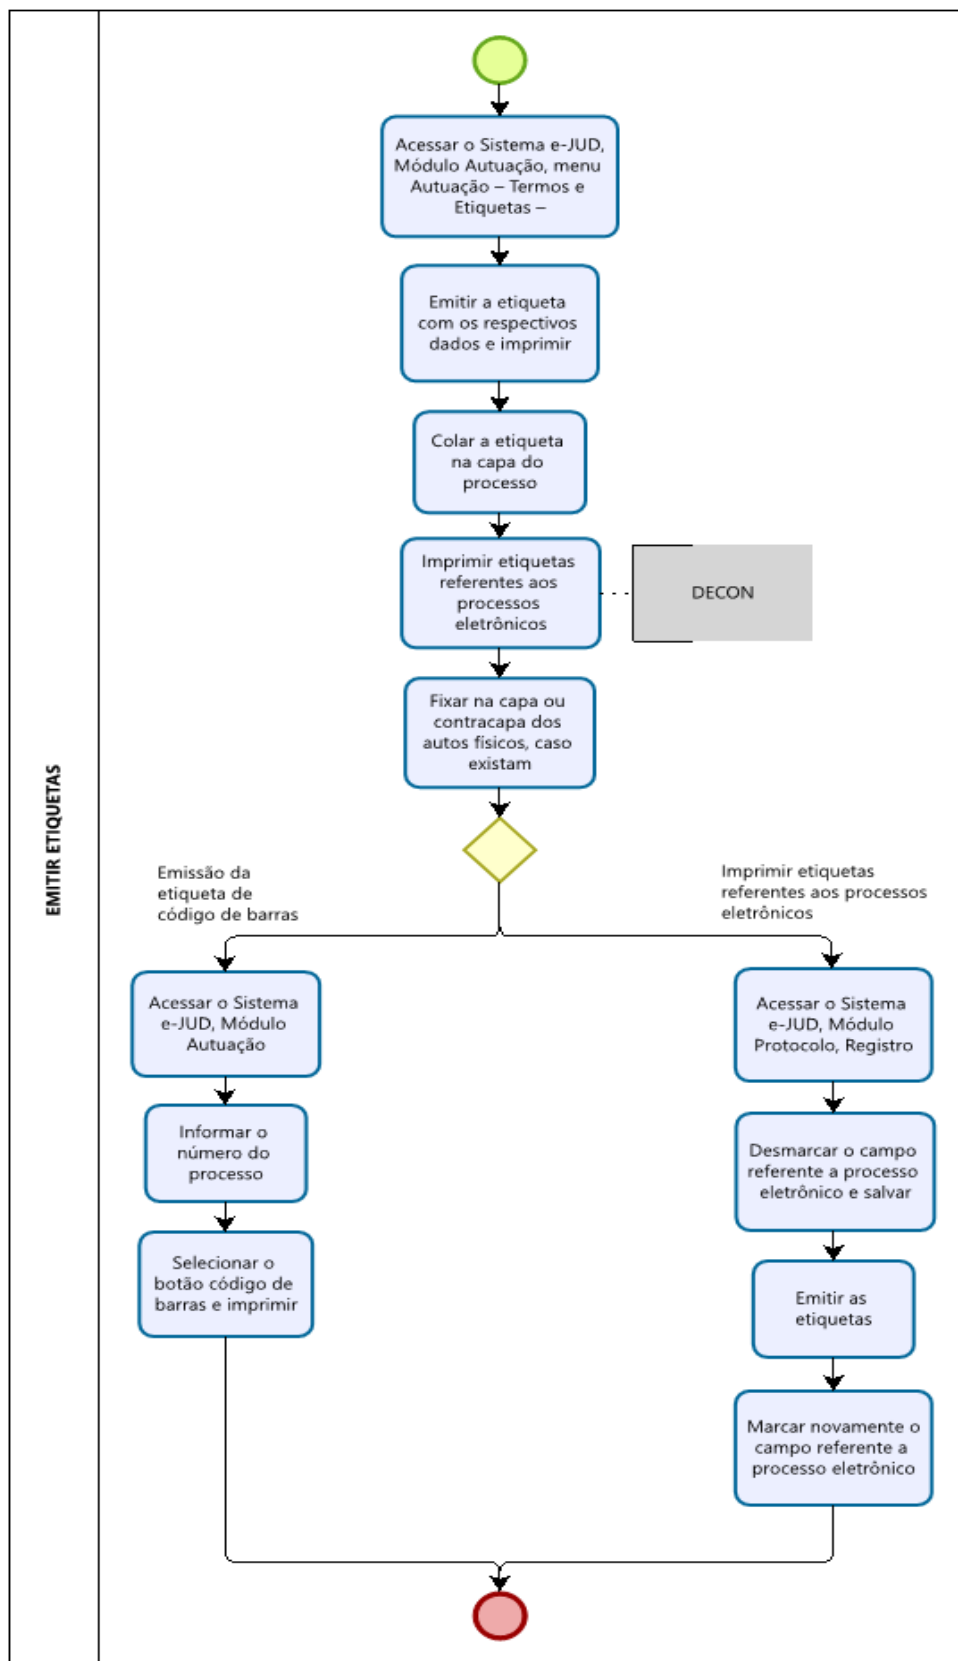 EMITIR ETIQUETAS
Acessar o Sistema e-JUD,
Módulo Autuação, menu
Autuação – Termos e
Etiquetas –
Emitir a etiqueta
com os respectivos
dados e imprimir
Colar a etiqueta
na capa do
processo
Imprimir etiquetas
referentes aos
processos
eletrônicos
DECON
Fixar na capa ou
contracapa dos
autos físicos, caso
existam
Emissão da
etiqueta de
código de barras
Imprimir etiquetas
referentes aos processos
eletrônicos
Acessar o Sistema
e-JUD, Módulo
Autuação
Informar o
número do
processo
Selecionar o
botão código de
barras e imprimir
Acessar o Sistema
e-JUD, Módulo
Protocolo, Registro
Desmarcar o campo
referente a processo
eletrônico e salvar
Emitir as
etiquetas
Marcar novamente o
campo referente a
processo eletrônico